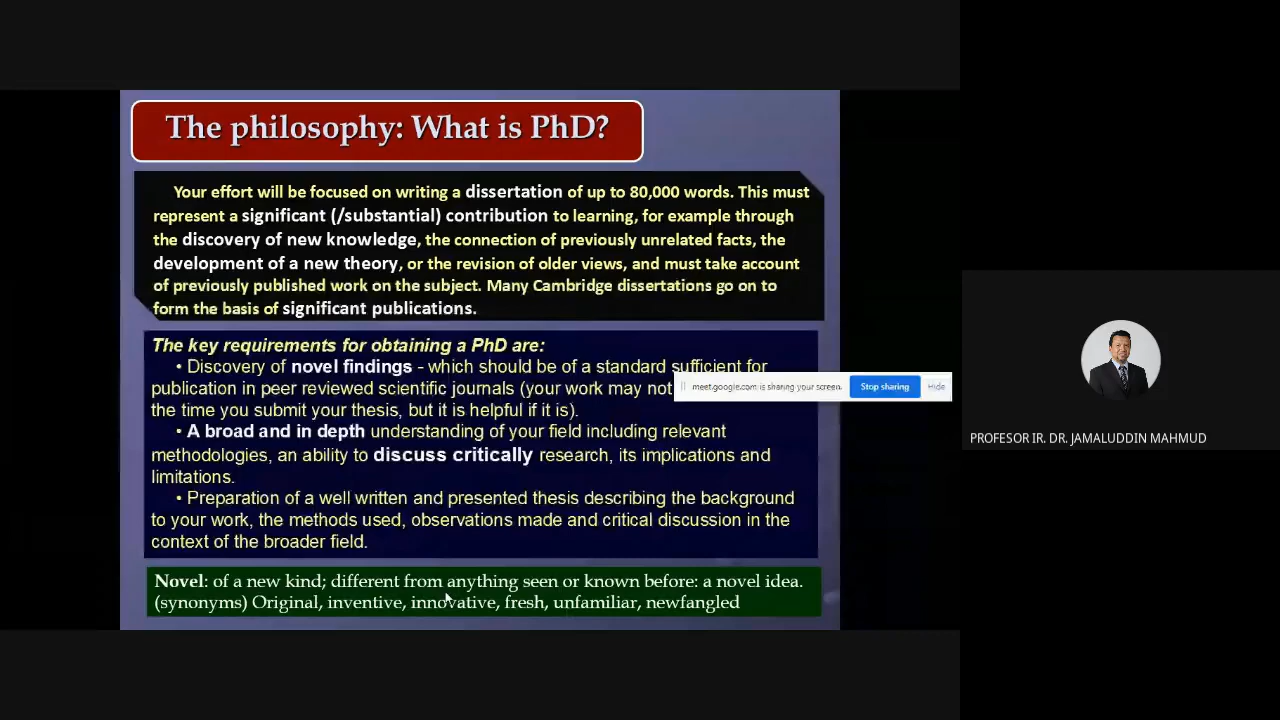 The philosophy: What is PhD?
Your effort will be focused on writing a dissertation of up to 80,000 words. This must
represent a significant (/substantial) contribution to learning, for example through
the discovery of new knowledge, the connection of previously unrelated facts, the
development of a new theory, or the revision of older views, and must take account
of previously published work on the subject. Many Cambridge dissertations go on to
form the basis of significant publications.
The key requirements for obtaining a PhD are:
• Discovery of novel findings - which should be of a standard sufficient for
publication in peer reviewed scientific journals (your work may not
the time you submit your thesis, but it is helpful if it is).
• A broad and in depth understanding of your field including relevant
methodologies, an ability to discuss critically research, its implications and
limitations.
• Preparation of a well written and presented thesis describing the background
to your work, the methods used, observations made and critical discussion in the
context of the broader field.
Novel: of a new kind; different from anything seen or known before: a novel idea.
(synonyms) Original, inventive, innovative, fresh, unfamiliar, newfangled
meet.google.com is sharing your screen.
Stop sharing
Hide
PROFESOR IR. DR. JAMALUDDIN MAHMUD